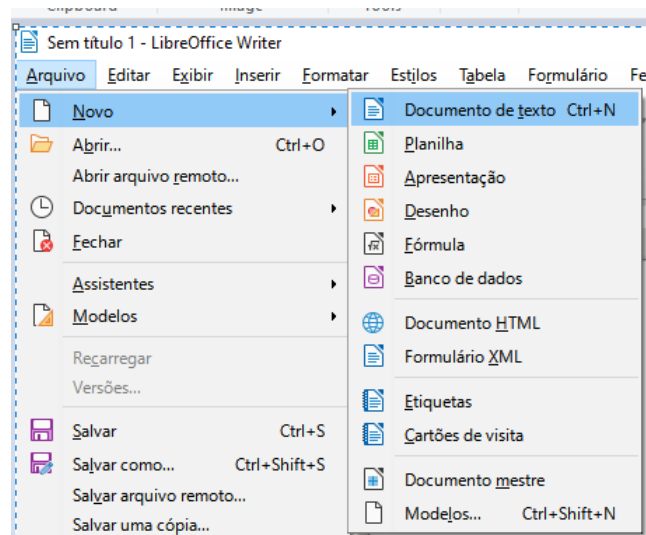 Sem título 1 - LibreOffice Writer
Arquivo Editar Exibir Inserir Formatar Estilos Tabela Formulário Fe
Novo
Abrir... Ctrl+O
Abrir arquivo remoto...
Documentos recentes
Fechar
Assistentes
Modelos
Recarregar
Versões...
Salvar Ctrl+S
Salvar como... Ctrl+Shift+S
Salvar arquivo remoto...
Salvar uma cópia...
Documento de texto Ctrl+N
Planilha
Apresentação
Desenho
Fórmula
Banco de dados
Documento HTML
Formulário XML
Etiquetas
Cartões de visita
Documento mestre
Modelos... Ctrl+Shift+N